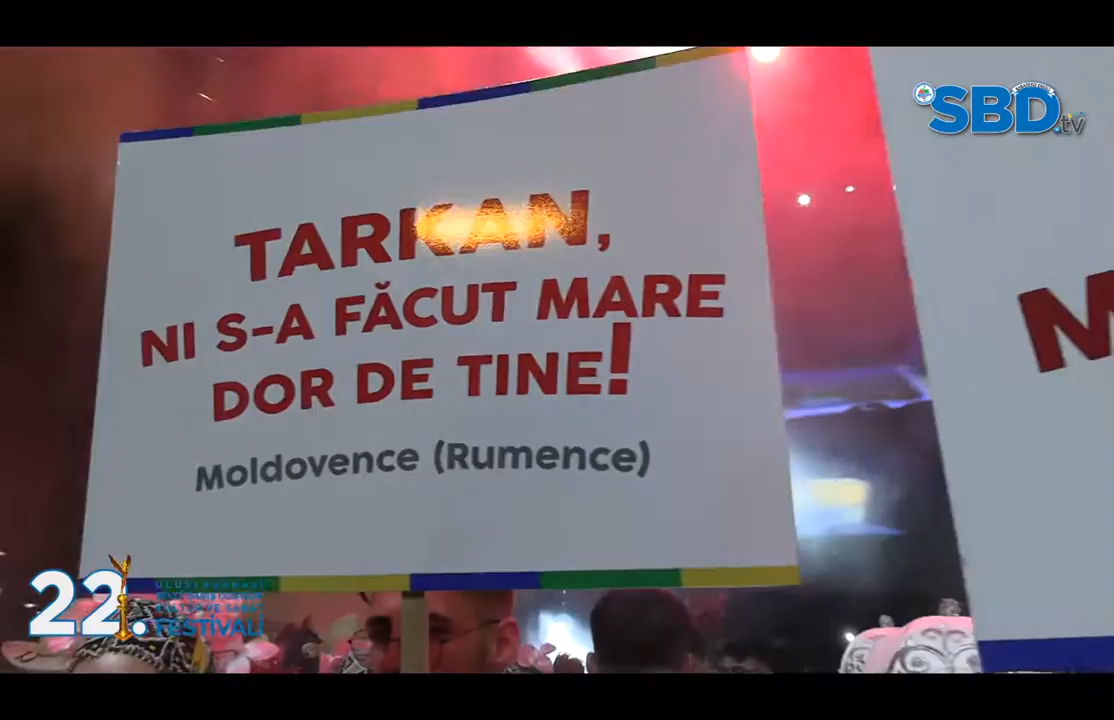 SBD.tv
TARKAN,
NI S-A FĂCUT MARE
DOR DE TINE!
Moldovence (Rumence)
22.
FESTİVALİ